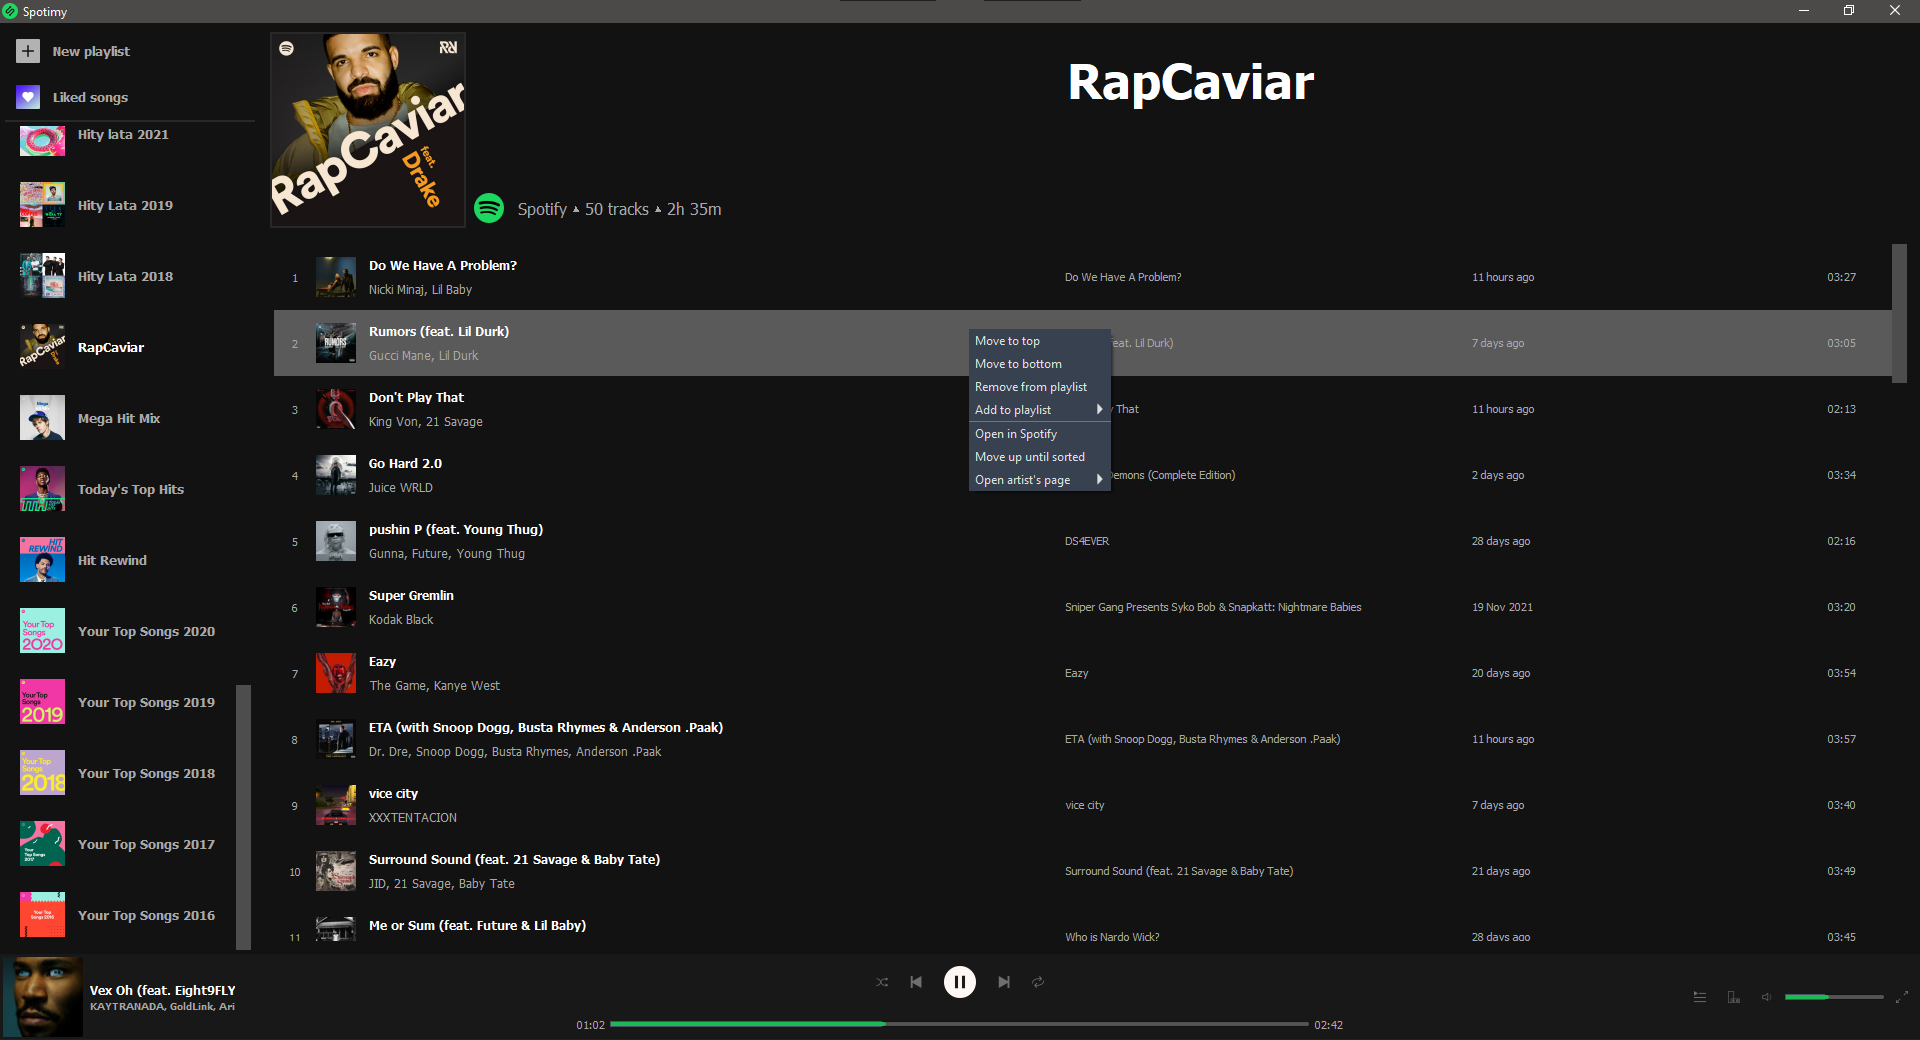 Spotimy
New playlist
Liked songs
Hity lata 2021
Hity Lata 2019
Hity Lata 2018
RapCaviar
Mega Hit Mix
Today's Top Hits
Hit Rewind
Your Top Songs 2020
Your Top Songs 2019
Your Top Songs 2018
Your Top Songs 2017
Your Top Songs 2016
RapCaviar
feat.
Drake
RapCaviar
Spotify ▴ 50 tracks ▴ 2h 35m
1 Do We Have A Problem? Do We Have A Problem? 11 hours ago 03:27
Nicki Minaj, Lil Baby
2 Rumors (feat. Lil Durk) eat. Lil Durk) 7 days ago 03:05
Gucci Mane, Lil Durk
3 Don't Play That y That 11 hours ago 02:13
King Von, 21 Savage
4 Go Hard 2.0 Demons (Complete Edition) 2 days ago 03:34
Juice WRLD
5 pushin P (feat. Young Thug) DS4EVER 28 days ago 02:16
Gunna, Future, Young Thug
6 Super Gremlin Sniper Gang Presents Syko Bob & Snapkatt: Nightmare Babies 19 Nov 2021 03:20
Kodak Black
7 Eazy Eazy 20 days ago 03:54
The Game, Kanye West
8 ETA (with Snoop Dogg, Busta Rhymes & Anderson .Paak) ETA (with Snoop Dogg, Busta Rhymes & Anderson .Paak) 11 hours ago 03:57
Dr. Dre, Snoop Dogg, Busta Rhymes, Anderson .Paak
9 vice city vice city 7 days ago 03:40
XXXTENTACION
10 Surround Sound (feat. 21 Savage & Baby Tate) Surround Sound (feat. 21 Savage & Baby Tate) 21 days ago 03:49
JID, 21 Savage, Baby Tate
11 Me or Sum (feat. Future & Lil Baby) Who is Nardo Wick? 28 days ago 03:45
Move to top
Move to bottom
Remove from playlist
Add to playlist
Open in Spotify
Move up until sorted
Open artist's page
Vex Oh (feat. Eight9FLY
KAYTRANADA, GoldLink, Ari
01:02 02:42